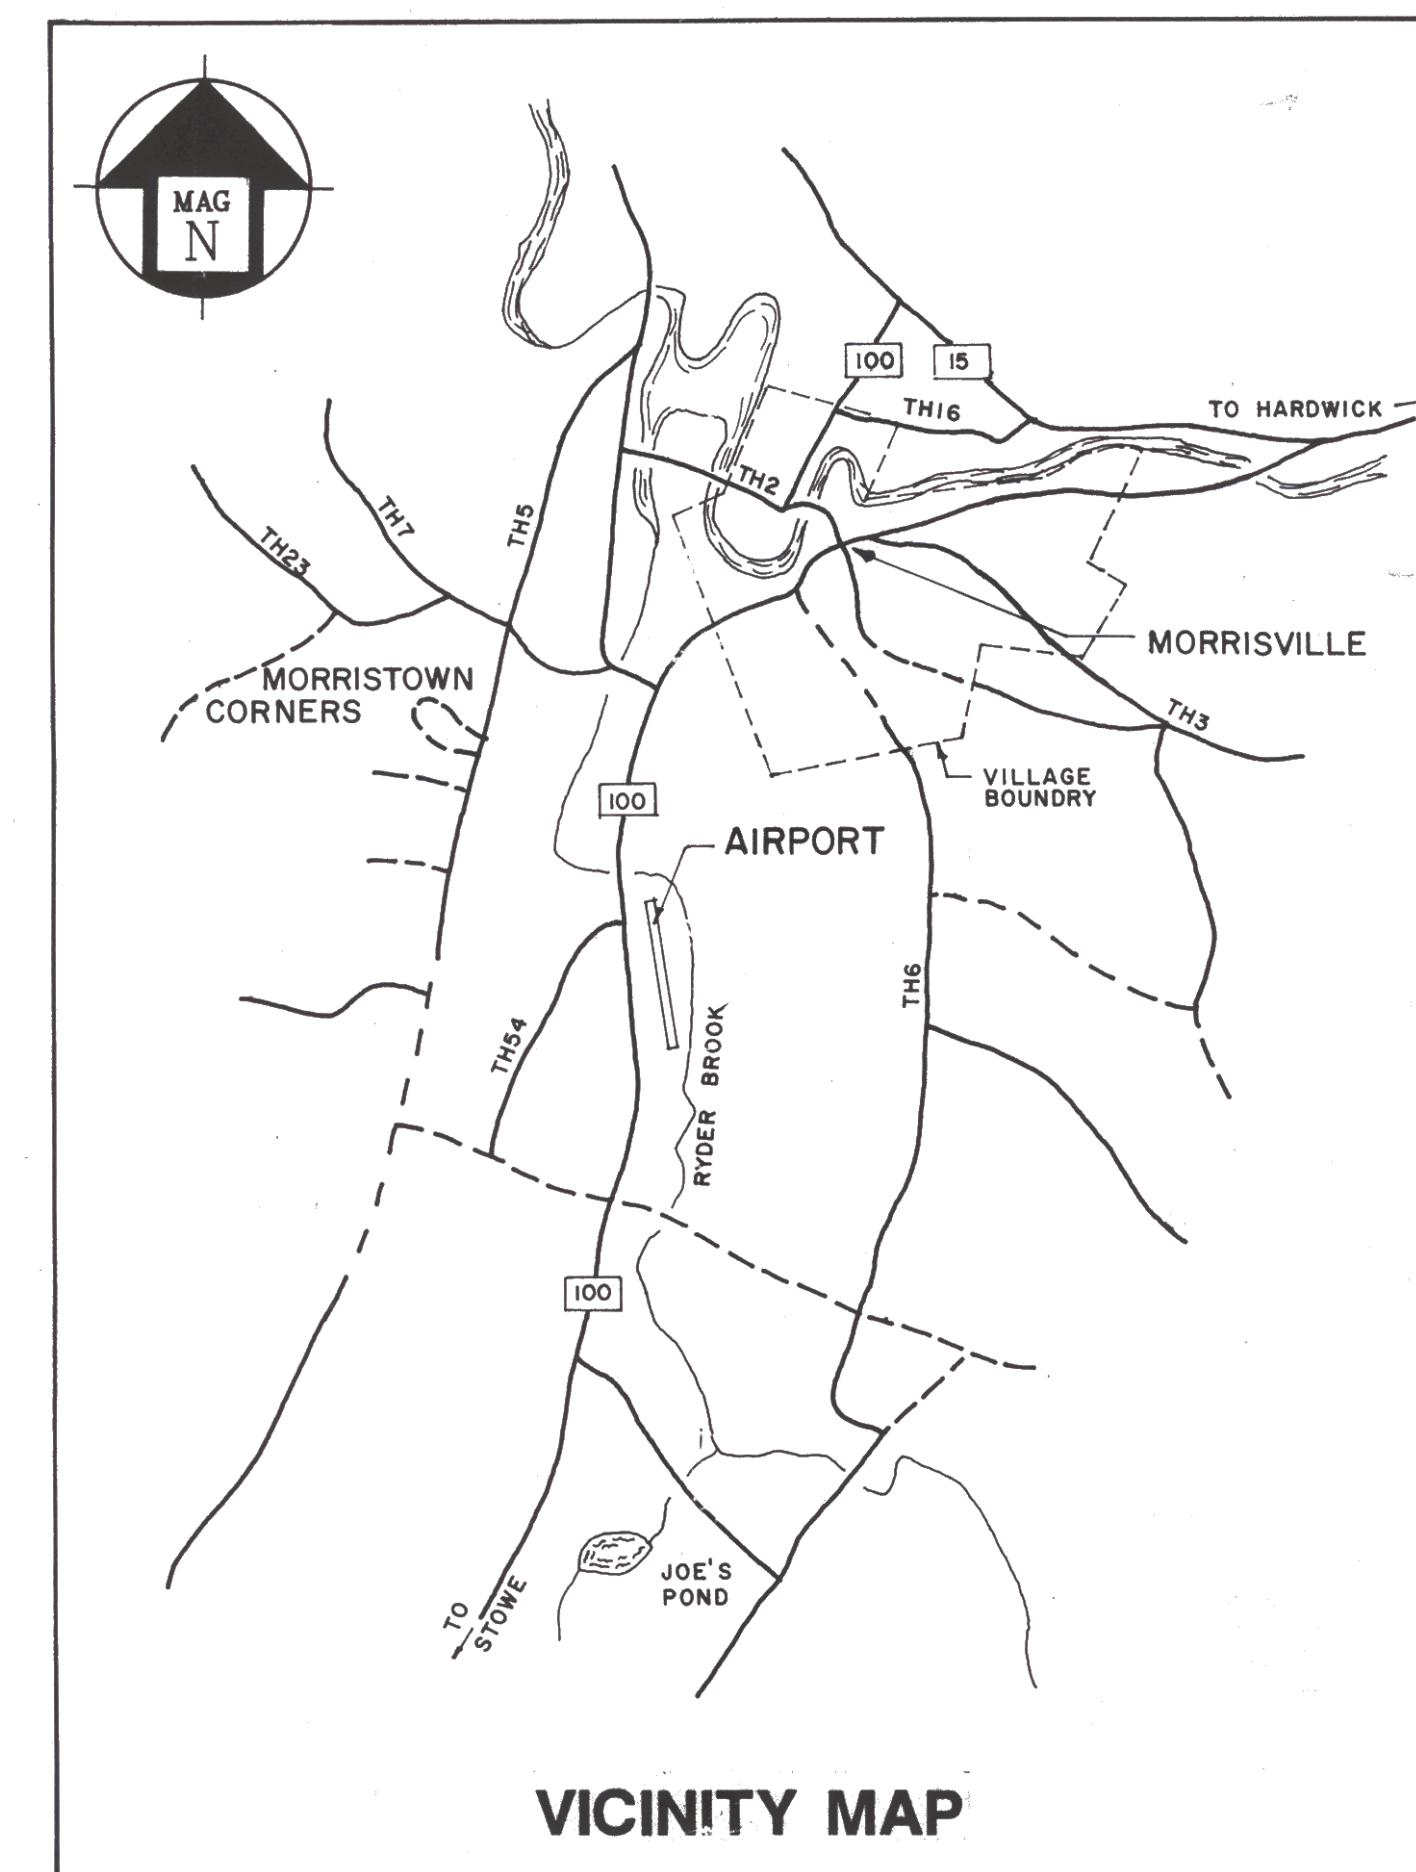 MAG
N
100
15
TH16
TO HARDWICK
TH2
TH7
TH5
TH23
MORRISVILLE
MORRISTOWN
CORNERS
TH3
VILLAGE
BOUNDRY
100
AIRPORT
TH6
TH54
RYDER BROOK
100
JOE'S
POND
TO
STOWE
VICINITY MAP